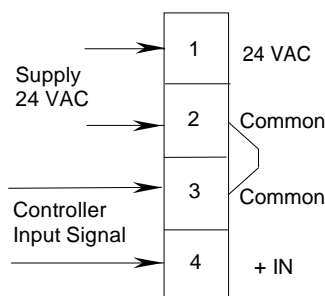 1 24 VAC
Supply
24 VAC
2 Common
3 Common
Controller
Input Signal
4 + IN